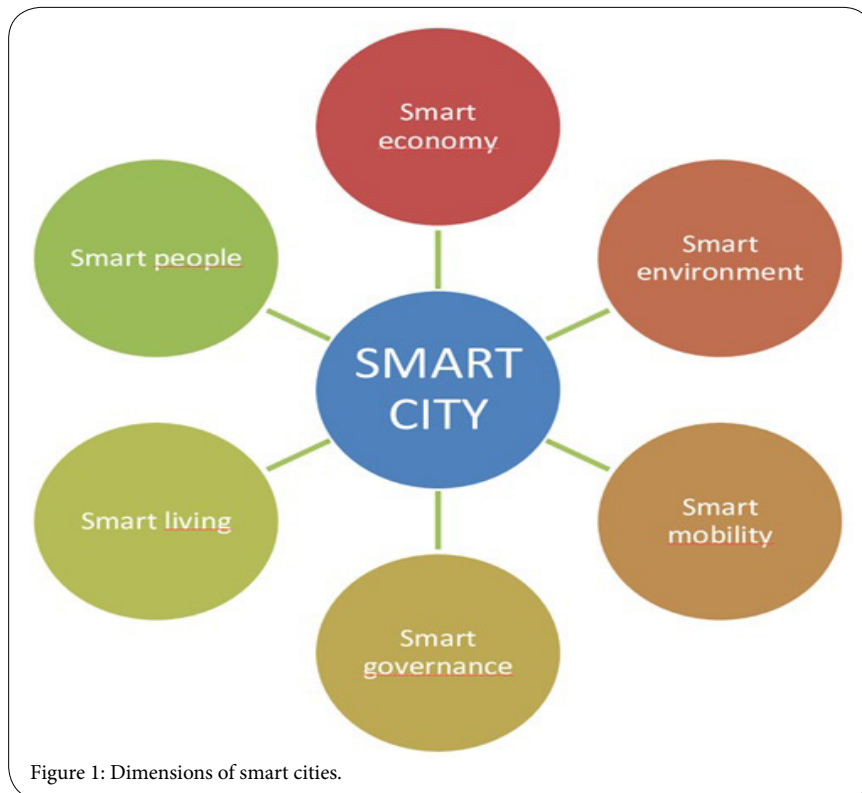 Smart
economy
Smart people
Smart
environment
SMART
CITY
Smart living
Smart
mobility
Smart
governance
Figure 1: Dimensions of smart cities.